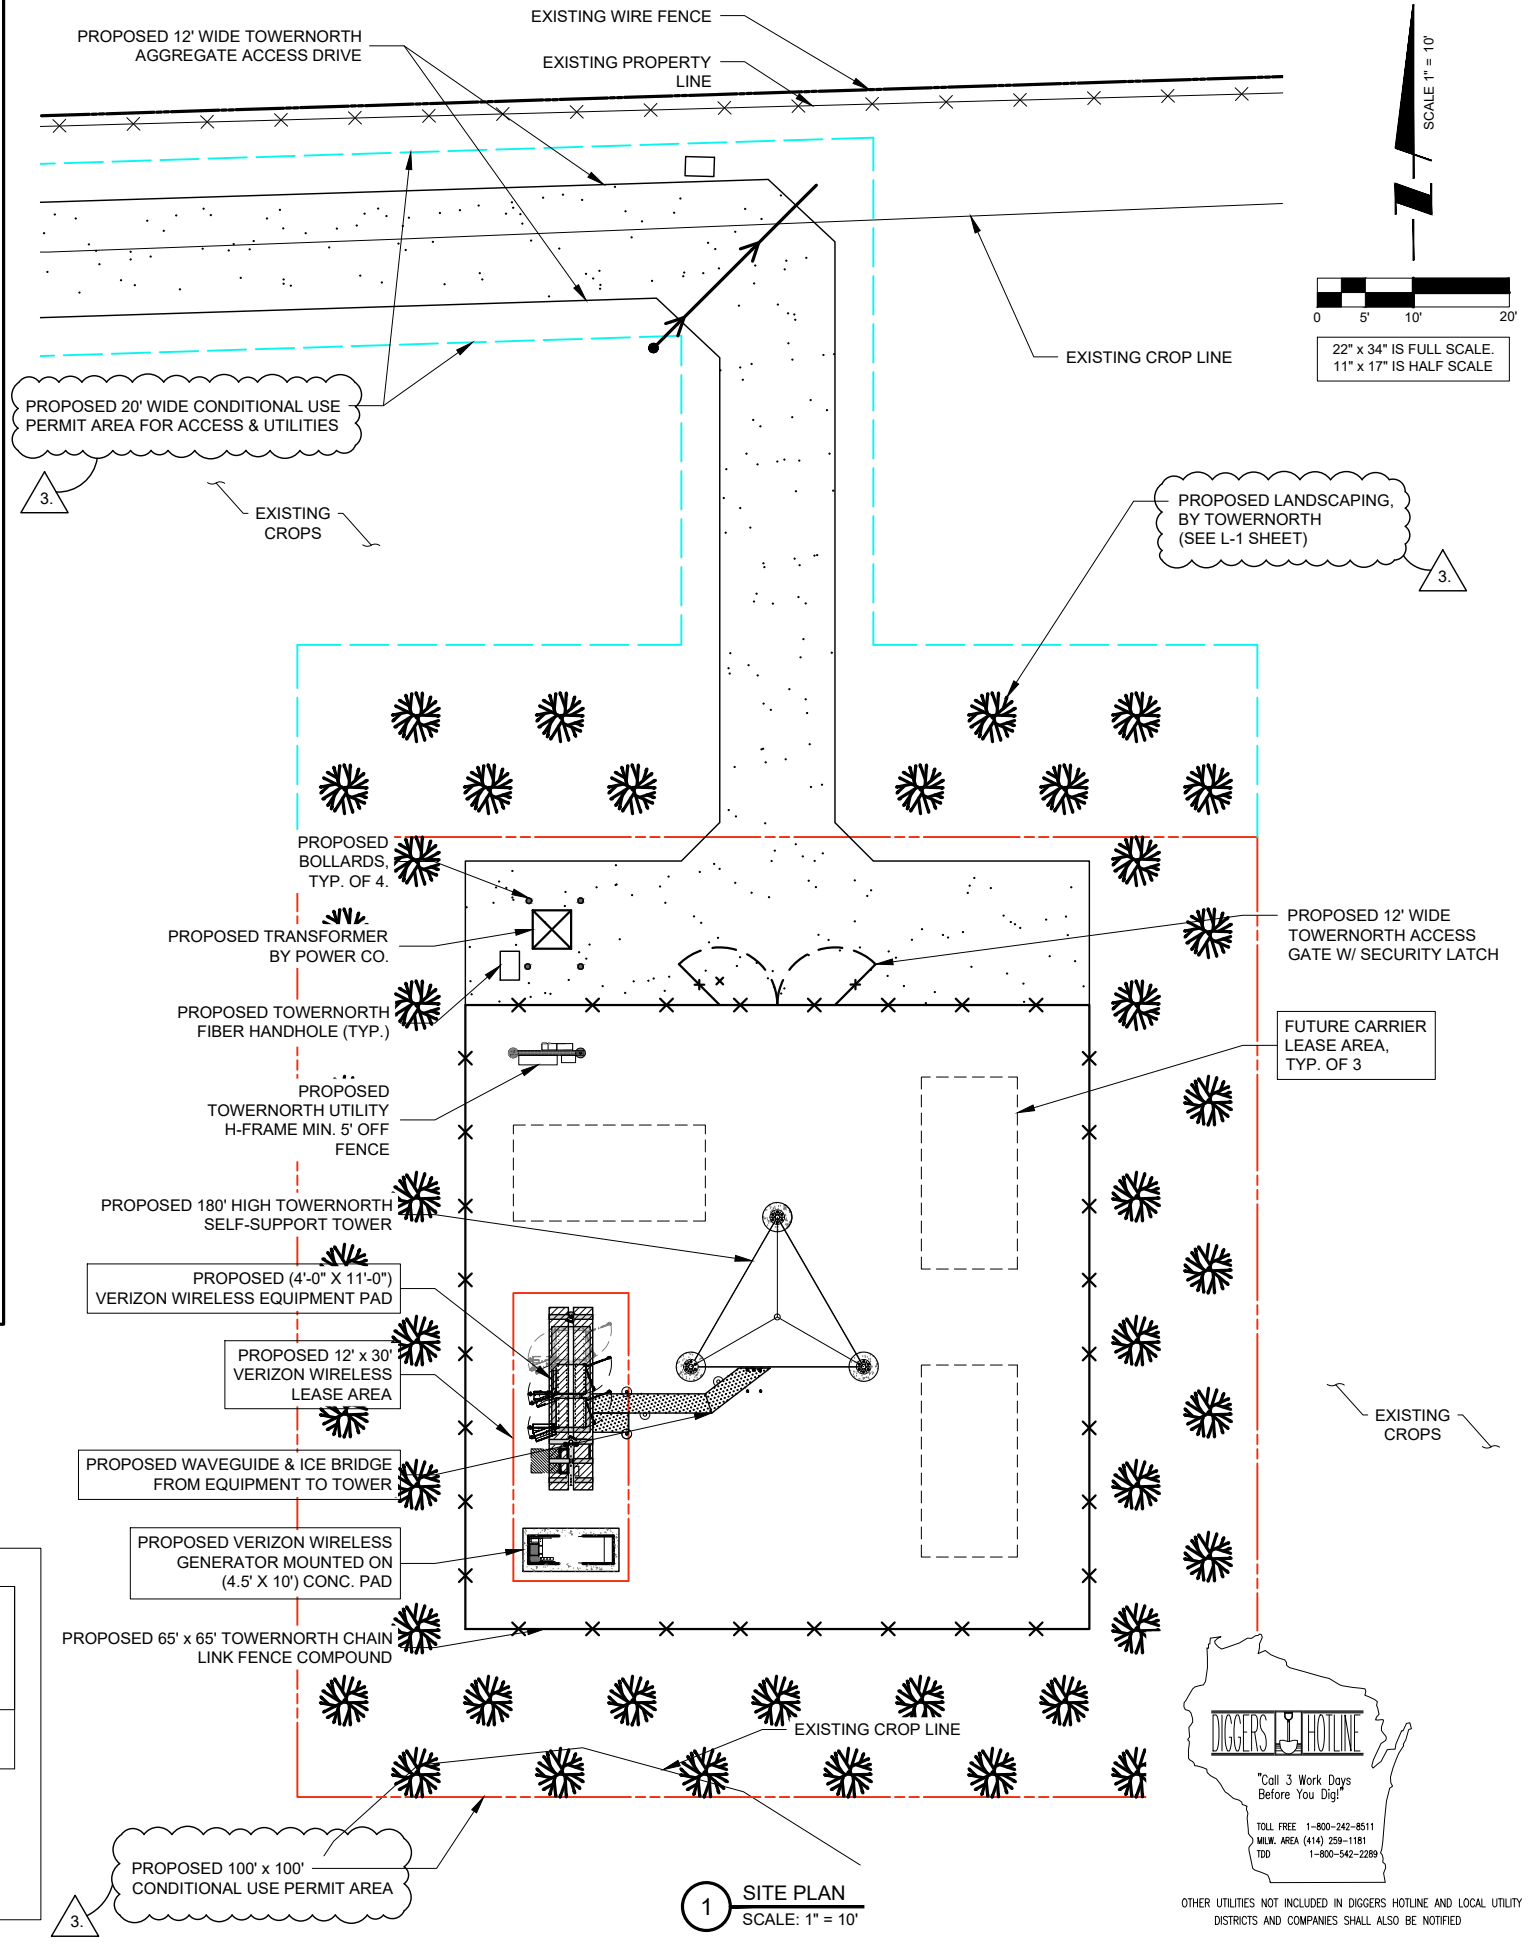 EXISTING WIRE FENCE
PROPOSED 12' WIDE TOWERNORTH
AGGREGATE ACCESS DRIVE
EXISTING PROPERTY
LINE
SCALE 1" = 10'
0 5' 10' 20'
22" x 34" IS FULL SCALE.
11" x 17" IS HALF SCALE
EXISTING CROP LINE
PROPOSED 20' WIDE CONDITIONAL USE
PERMIT AREA FOR ACCESS & UTILITIES
3.
EXISTING
CROPS
PROPOSED LANDSCAPING,
BY TOWERNORTH
(SEE L-1 SHEET)
3.
PROPOSED
BOLLARDS,
TYP. OF 4.
PROPOSED TRANSFORMER
BY POWER CO.
PROPOSED TOWERNORTH
FIBER HANDHOLE (TYP.)
PROPOSED 12' WIDE
TOWERNORTH ACCESS
GATE W/ SECURITY LATCH
FUTURE CARRIER
LEASE AREA,
TYP. OF 3
PROPOSED
TOWERNORTH UTILITY
H-FRAME MIN. 5' OFF
FENCE
PROPOSED 180' HIGH TOWERNORTH
SELF-SUPPORT TOWER
PROPOSED (4'-0" X 11'-0")
VERIZON WIRELESS EQUIPMENT PAD
PROPOSED 12' x 30'
VERIZON WIRELESS
LEASE AREA
EXISTING
CROPS
PROPOSED WAVEGUIDE & ICE BRIDGE
FROM EQUIPMENT TO TOWER
PROPOSED VERIZON WIRELESS
GENERATOR MOUNTED ON
(4.5' X 10') CONC. PAD
PROPOSED 65' x 65' TOWERNORTH CHAIN
LINK FENCE COMPOUND
EXISTING CROP LINE
DIGGERS HOTLINE
"Call 3 Work Days
Before You Dig!"
TOLL FREE 1-800-242-8511
MILW. AREA (414) 259-1181
TDD 1-800-542-2289
PROPOSED 100' x 100'
CONDITIONAL USE PERMIT AREA
3.
1 SITE PLAN
SCALE: 1" = 10'
OTHER UTILITIES NOT INCLUDED IN DIGGERS HOTLINE AND LOCAL UTILITY
DISTRICTS AND COMPANIES SHALL ALSO BE NOTIFIED